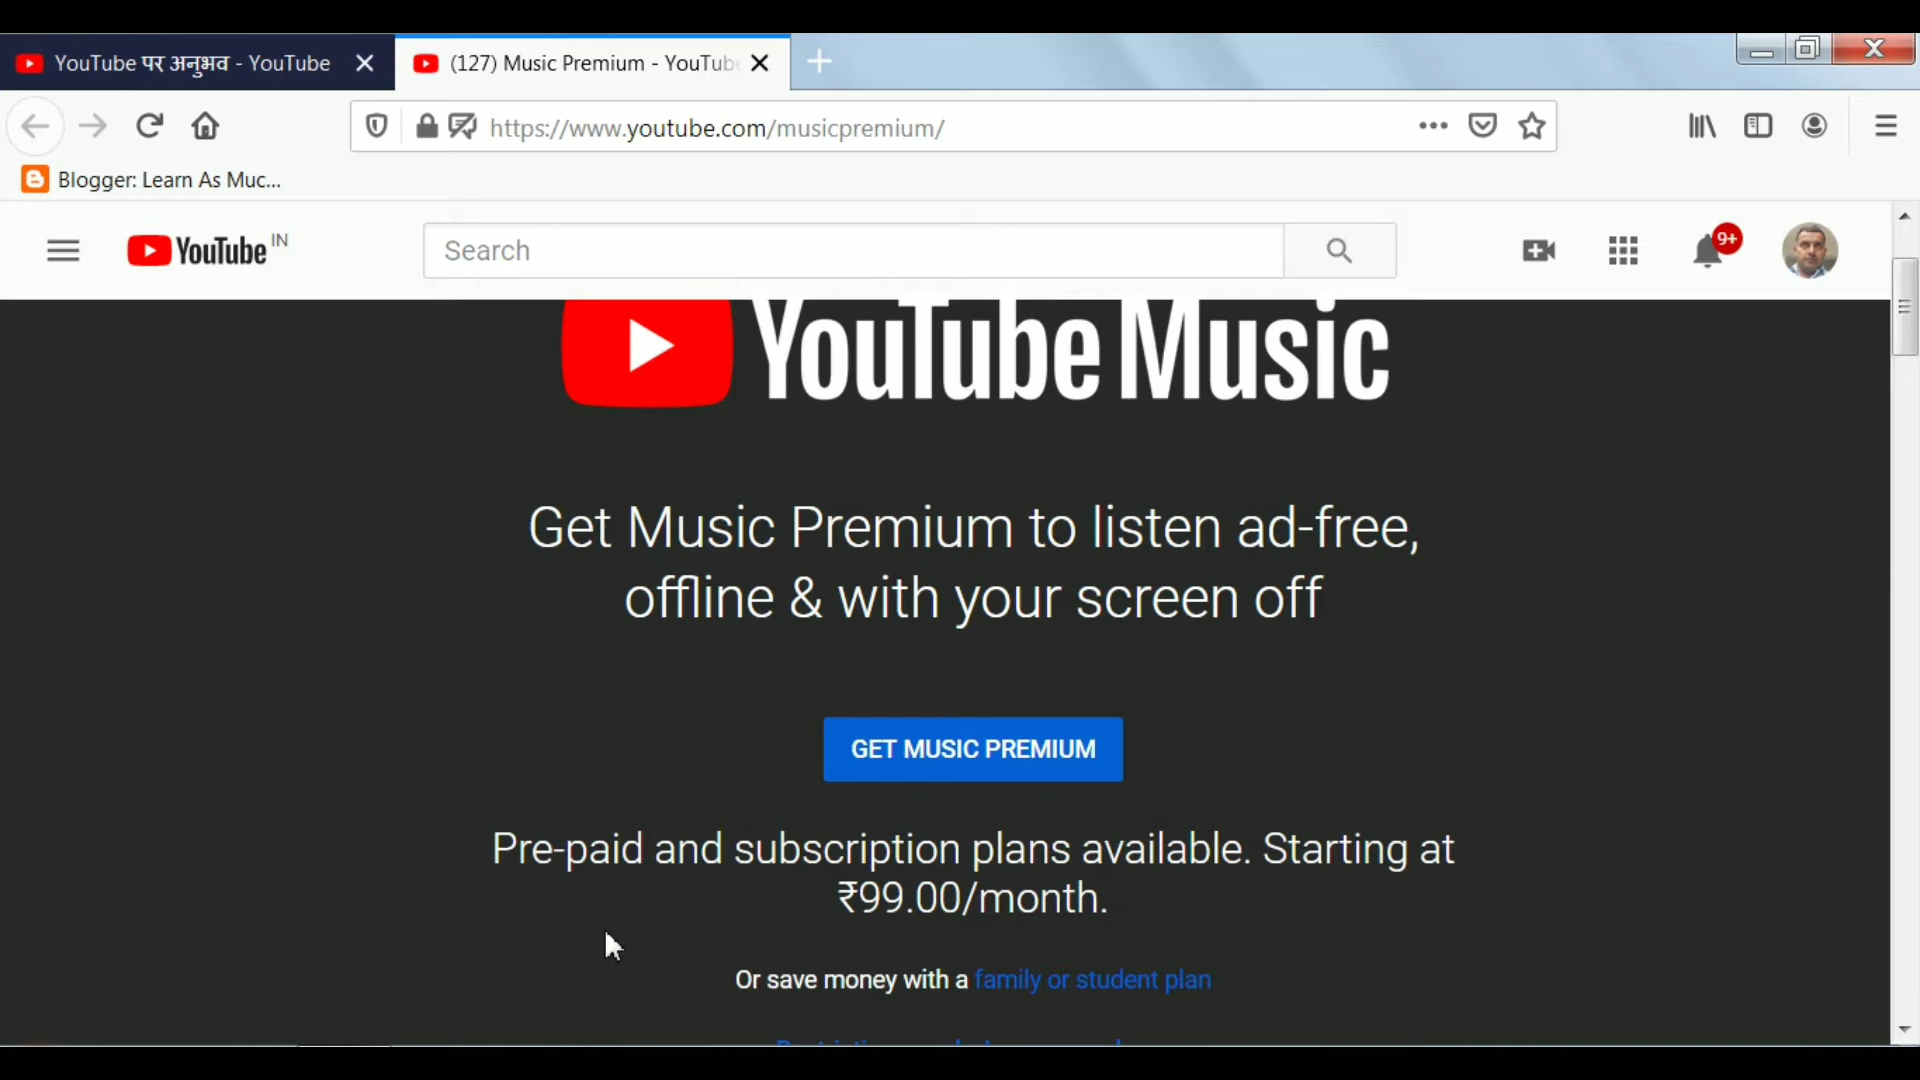 YouTube पर अनुभव - YouTube
(127) Music Premium - YouTube
https://www.youtube.com/musicpremium/
Blogger: Learn As Muc...
YouTube IN
Search
9+
YouTube Music
Get Music Premium to listen ad-free,
offline & with your screen off
GET MUSIC PREMIUM
Pre-paid and subscription plans available. Starting at
₹99.00/month.
Or save money with a family or student plan